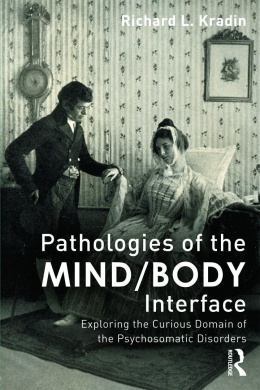 Richard L. Kradin
Pathologies of the
MIND/BODY
Interface
Exploring the Curious Domain of
the Psychosomatic Disorders
R
ROUTLEDGE